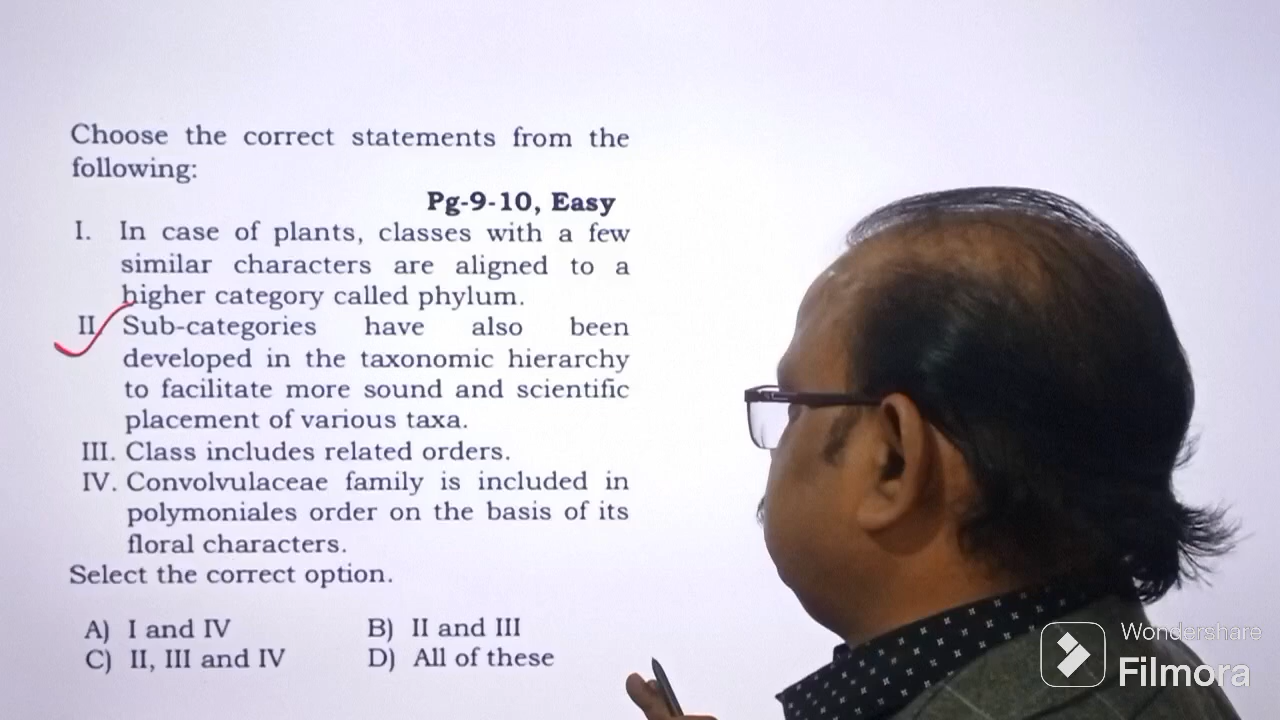 Choose the correct statements from the
following:
Pg-9-10, Easy
I. In case of plants, classes with a few
similar characters are aligned to a
higher category called phylum.
II. Sub-categories have also been
developed in the taxonomic hierarchy
to facilitate more sound and scientific
placement of various taxa.
III. Class includes related orders.
IV. Convolvulaceae family is included in
polymoniales order on the basis of its
floral characters.
Select the correct option.
A) I and IV B) II and III
C) II, III and IV D) All of these
Wondershare
Filmora